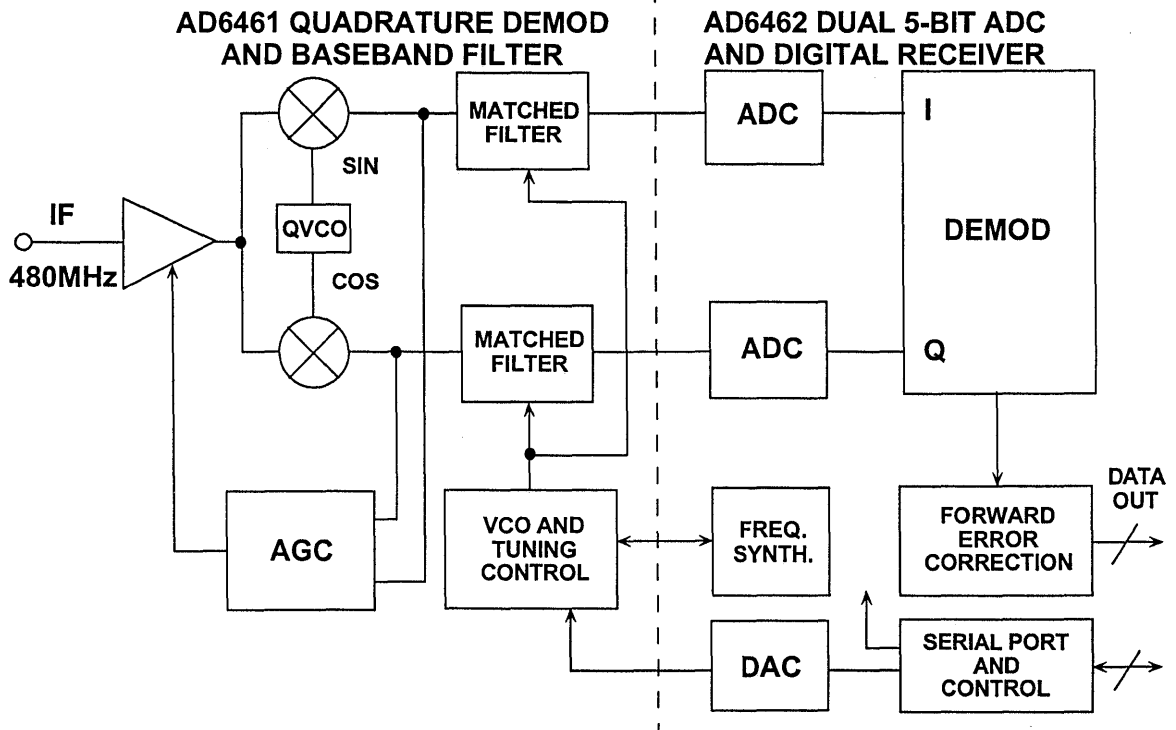 AD6461 QUADRATURE DEMOD
AND BASEBAND FILTER
AD6462 DUAL 5-BIT ADC
AND DIGITAL RECEIVER
MATCHED
FILTER
ADC
I
SIN
IF
QVCO
DEMOD
480MHz
COS
MATCHED
FILTER
ADC
Q
AGC
VCO AND
TUNING
CONTROL
FREQ.
SYNTH.
FORWARD
ERROR
CORRECTION
DATA
OUT
DAC
SERIAL PORT
AND
CONTROL